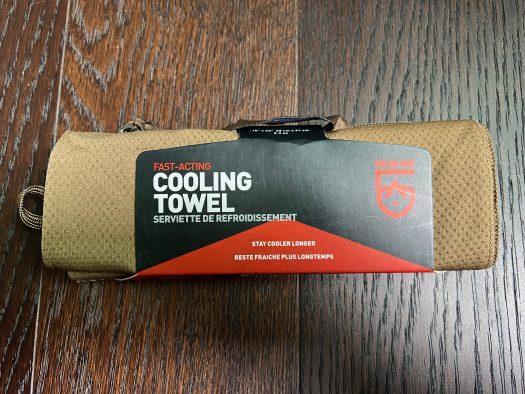 FAST-ACTING
COOLING
TOWEL
SERVIETTE DE REFROIDISSEMENT
STAY COOLER LONGER
RESTE FRAICHE PLUS LONGTEMPS